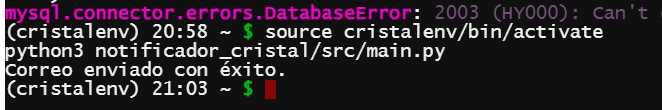 mysql.connector.errors.DatabaseError: 2003 (HY000): Can't
(cristalenv) 20:58 ~ $ source cristalenv/bin/activate
python3 notificador_cristal/src/main.py
Correo enviado con éxito.
(cristalenv) 21:03 ~ $